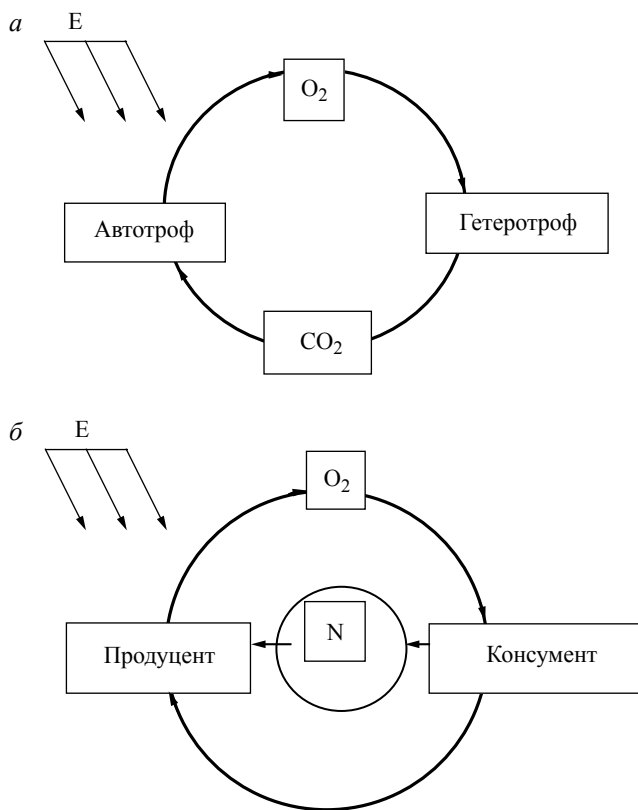 а
E
O₂
Автотроф
Гетеротроф
CO₂
б
E
O₂
N
Продуцент
Консумент